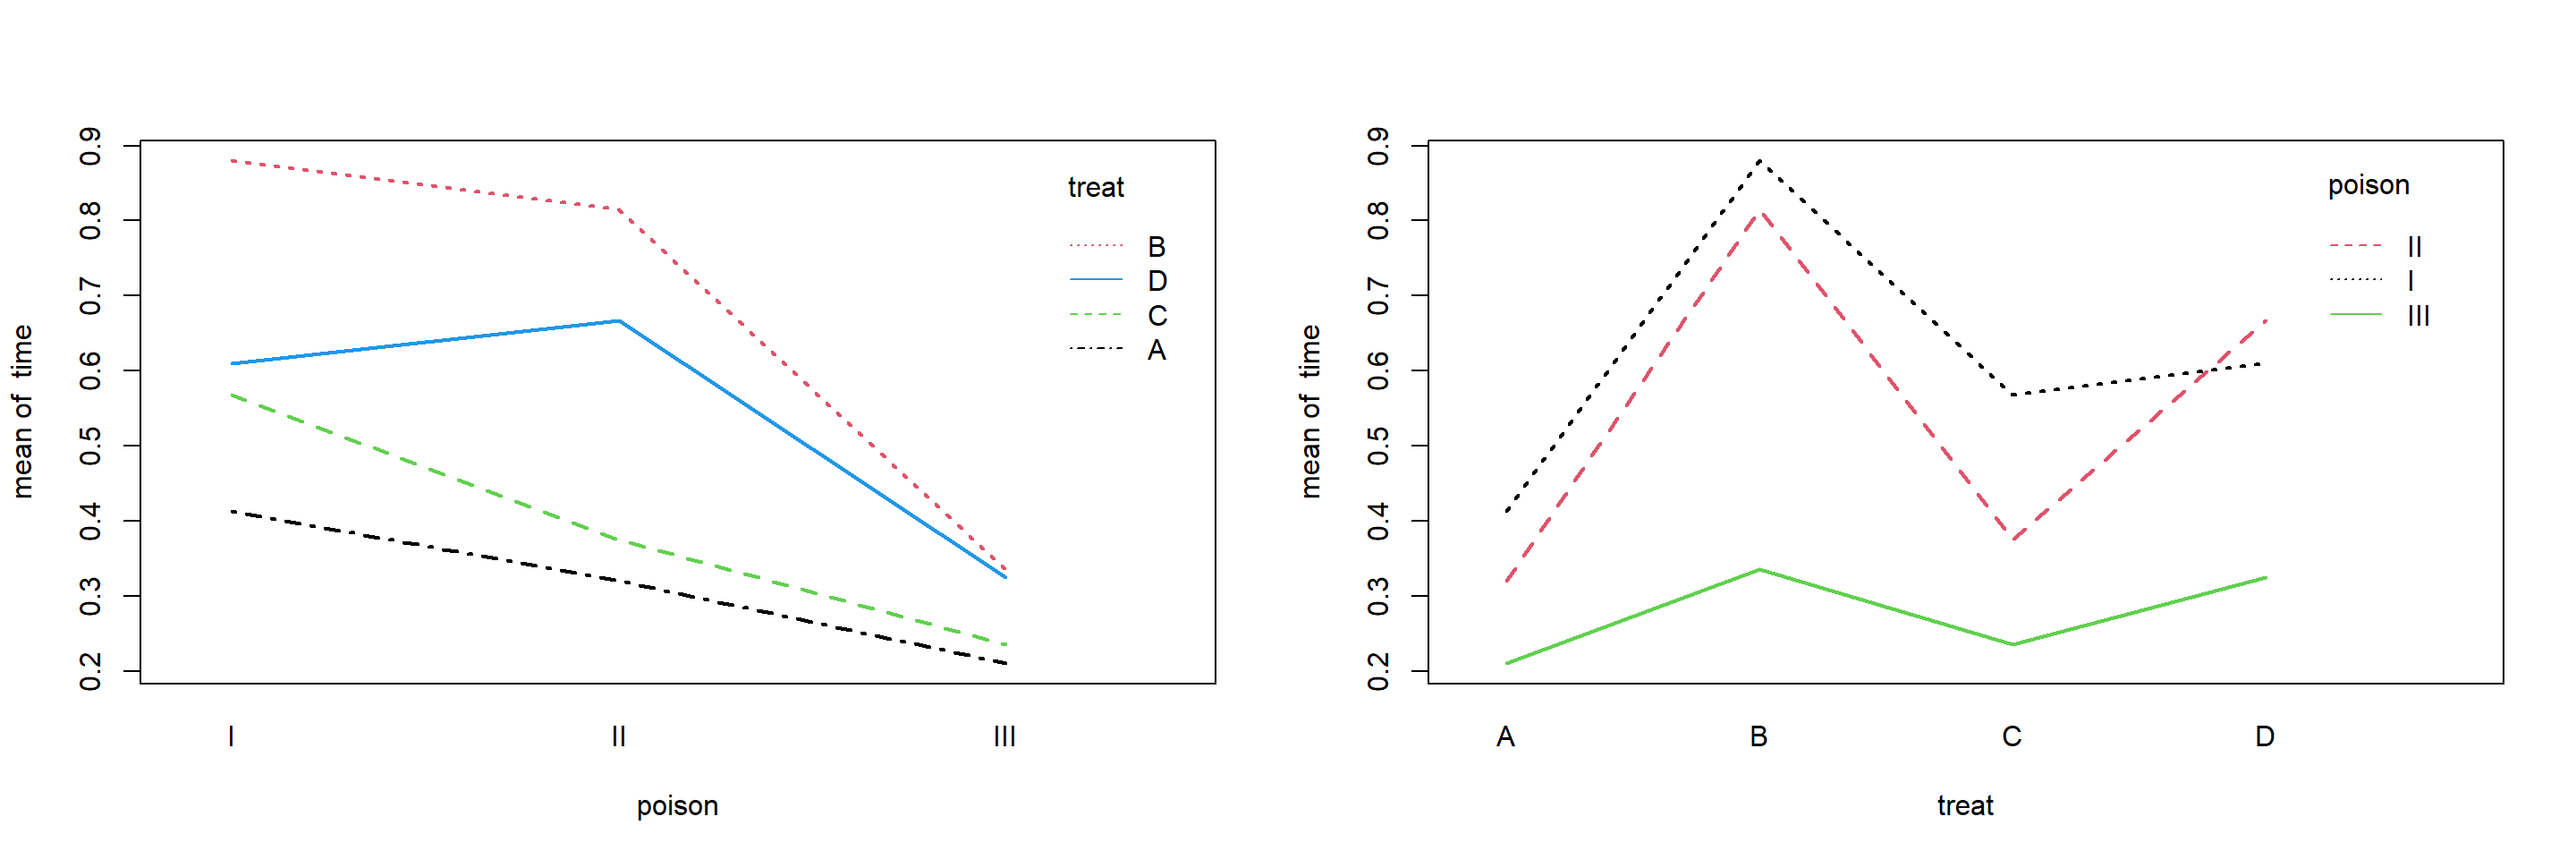 mean of time
0.2 0.3 0.4 0.5 0.6 0.7 0.8 0.9
treat
B
D
C
A
I II III
poison
mean of time
0.2 0.3 0.4 0.5 0.6 0.7 0.8 0.9
poison
II
I
III
A B C D
treat